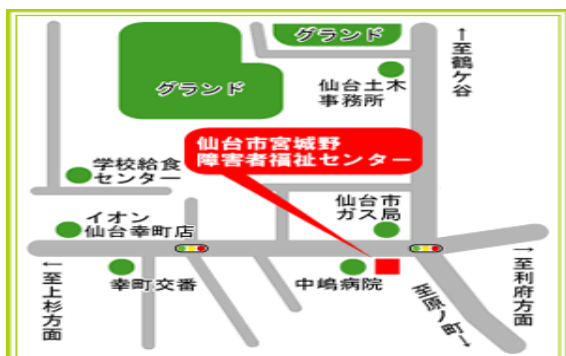 グランド
グランド
仙台土木
事務所
↑至鶴ケ谷
仙台市宮城野
障害者福祉センター
学校給食
センター
仙台市
ガス局
イオン
仙台幸町店
←至上杉方面
幸町交番
中嶋病院
至原ノ町→
→至利府方面